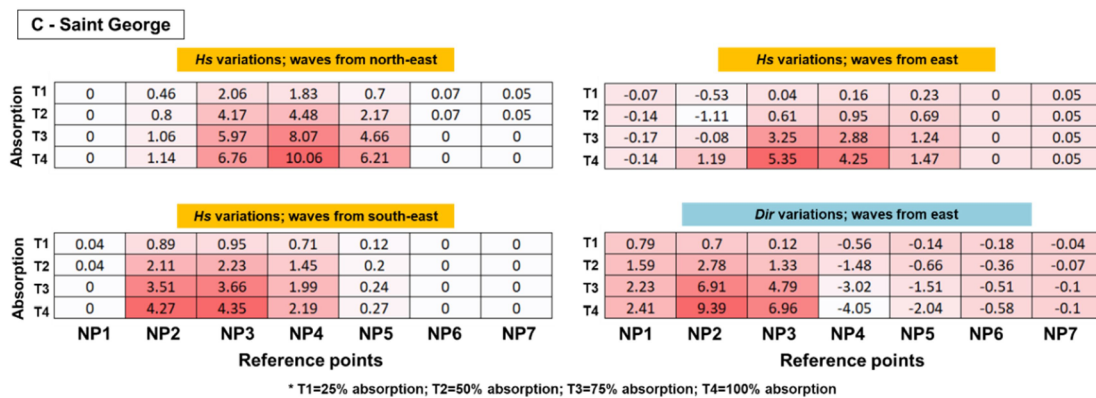 C - Saint George
Hs variations; waves from north-east
Absorption
T1 0 0.46 2.06 1.83 0.7 0.07 0.05
T2 0 0.8 4.17 4.48 2.17 0.07 0.05
T3 0 1.06 5.97 8.07 4.66 0 0
T4 0 1.14 6.76 10.06 6.21 0 0
Hs variations; waves from east
T1 -0.07 -0.53 0.04 0.16 0.23 0 0.05
T2 -0.14 -1.11 0.61 0.95 0.69 0 0.05
T3 -0.17 -0.08 3.25 2.88 1.24 0 0.05
T4 -0.14 1.19 5.35 4.25 1.47 0 0.05
Hs variations; waves from south-east
Absorption
T1 0.04 0.89 0.95 0.71 0.12 0 0
T2 0.04 2.11 2.23 1.45 0.2 0 0
T3 0 3.51 3.66 1.99 0.24 0 0
T4 0 4.27 4.35 2.19 0.27 0 0
NP1 NP2 NP3 NP4 NP5 NP6 NP7
Reference points
Dir variations; waves from east
T1 0.79 0.7 0.12 -0.56 -0.14 -0.18 -0.04
T2 1.59 2.78 1.33 -1.48 -0.66 -0.36 -0.07
T3 2.23 6.91 4.79 -3.02 -1.51 -0.51 -0.1
T4 2.41 9.39 6.96 -4.05 -2.04 -0.58 -0.1
NP1 NP2 NP3 NP4 NP5 NP6 NP7
Reference points
* T1=25% absorption; T2=50% absorption; T3=75% absorption; T4=100% absorption